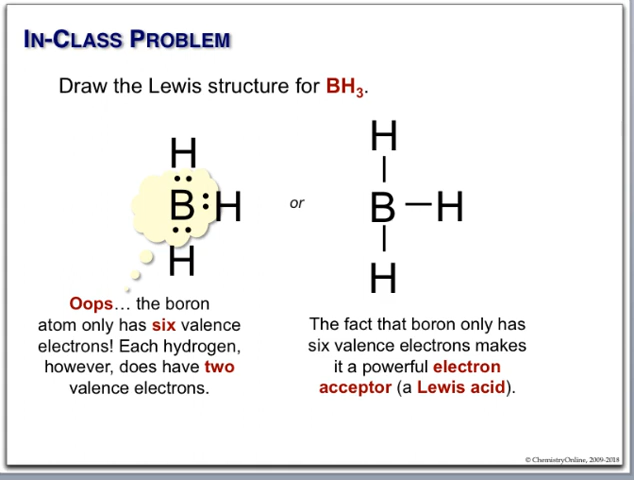 IN-CLASS PROBLEM
Draw the Lewis structure for BH₃.
H
B : H
H
or
H
B — H
H
Oops… the boron
atom only has six valence
electrons! Each hydrogen,
however, does have two
valence electrons.
The fact that boron only has
six valence electrons makes
it a powerful electron
acceptor (a Lewis acid).
© ChemistryOnline, 2009-2018